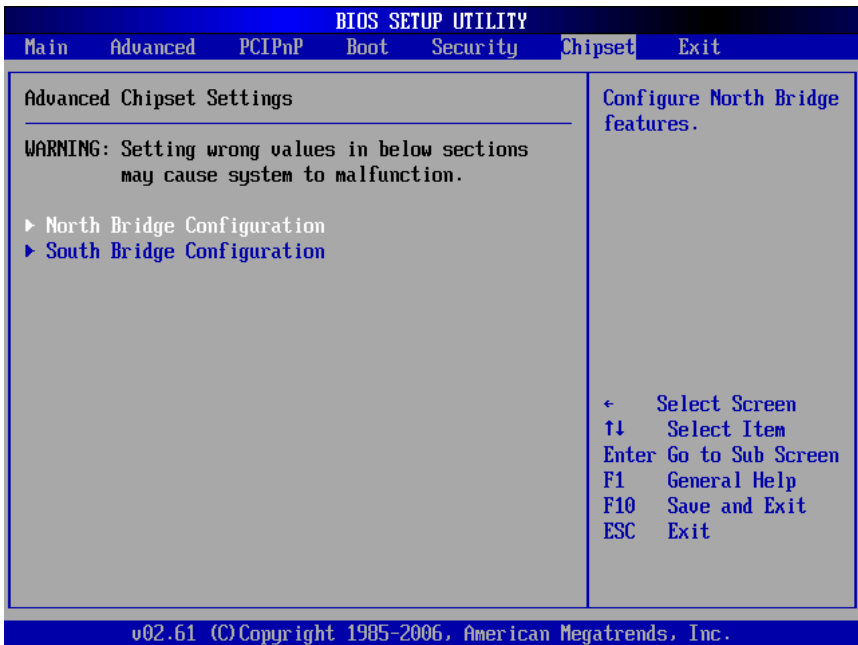 BIOS SETUP UTILITY
Main Advanced PCIPnP Boot Security Chipset Exit
Advanced Chipset Settings
WARNING: Setting wrong values in below sections
may cause system to malfunction.
▶ North Bridge Configuration
▶ South Bridge Configuration
Configure North Bridge
features.
← Select Screen
↑↓ Select Item
Enter Go to Sub Screen
F1 General Help
F10 Save and Exit
ESC Exit
v02.61 (C)Copyright 1985-2006, American Megatrends, Inc.